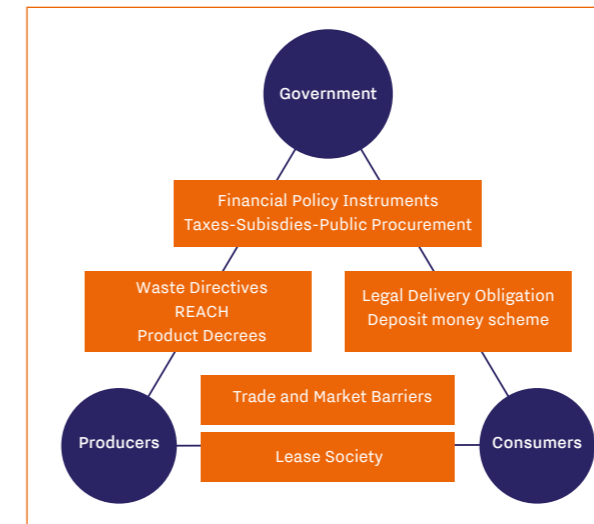 Government
Financial Policy Instruments
Taxes-Subisdies-Public Procurement
Waste Directives
REACH
Product Decrees
Legal Delivery Obligation
Deposit money scheme
Trade and Market Barriers
Producers
Consumers
Lease Society